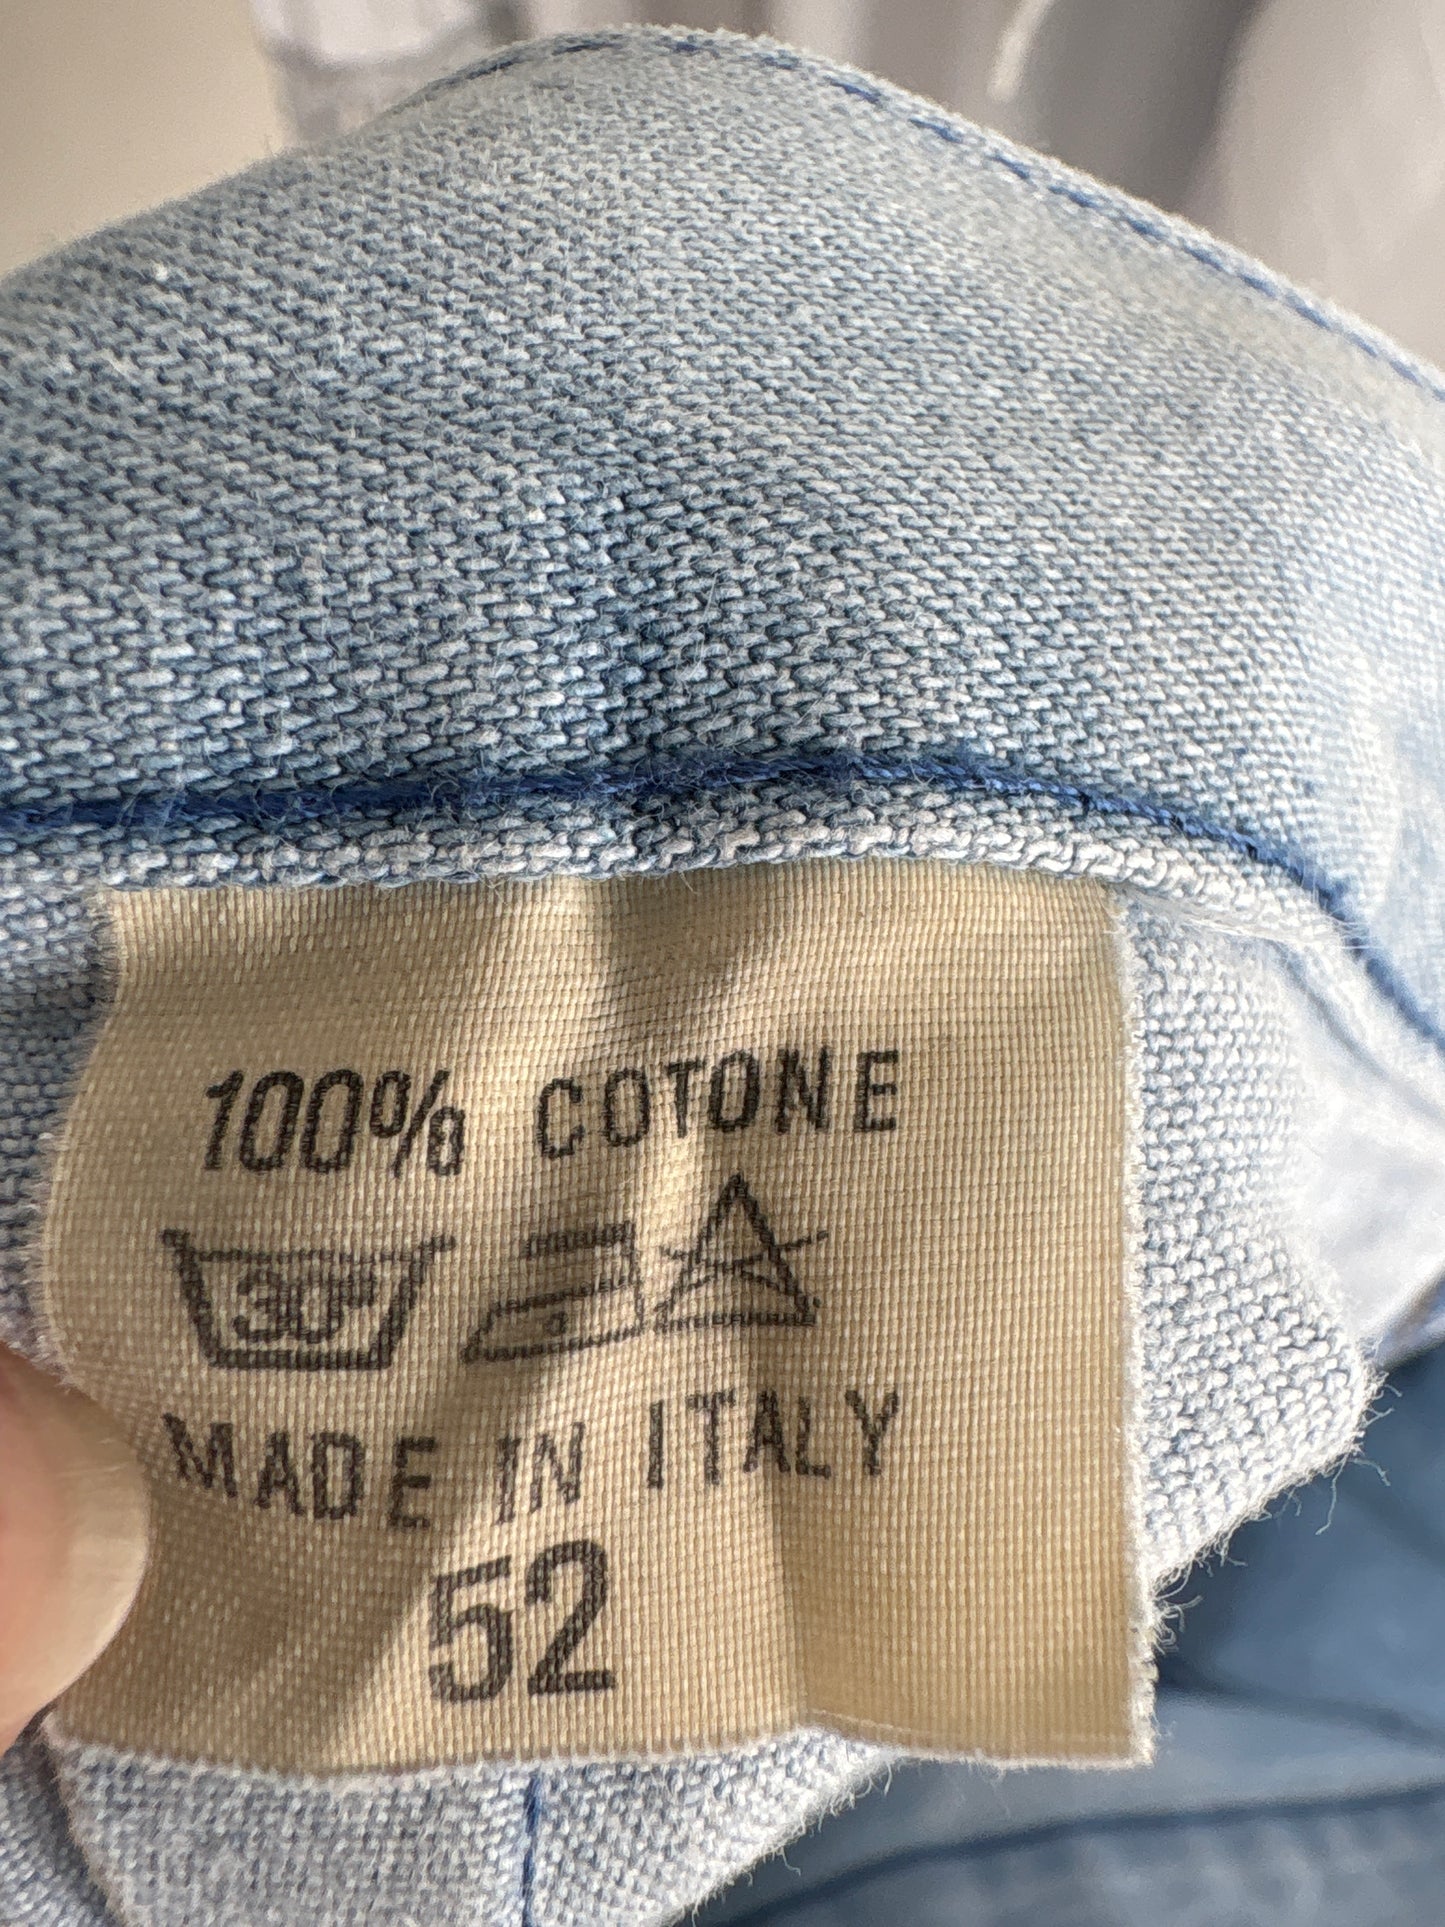 100% COTONE
30°
MADE IN ITALY
52